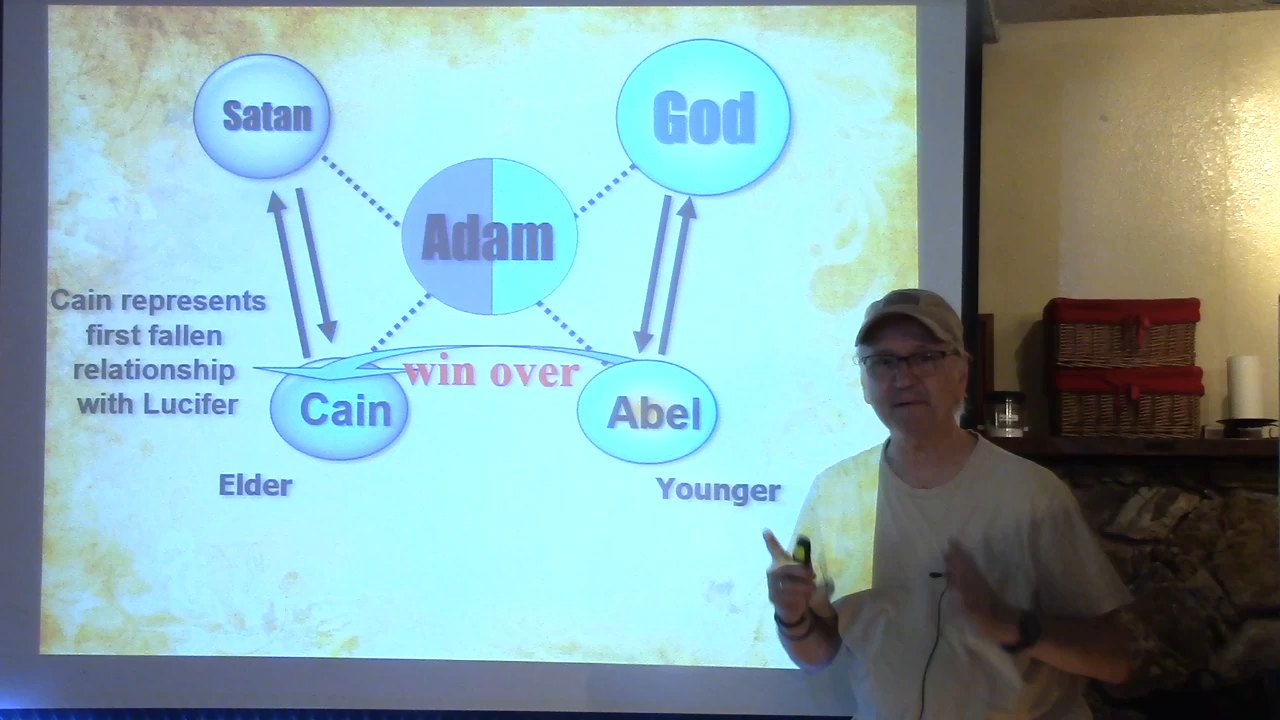 Satan
God
Adam
Cain represents
first fallen
relationship
with Lucifer
win over
Cain
Abel
Elder
Younger